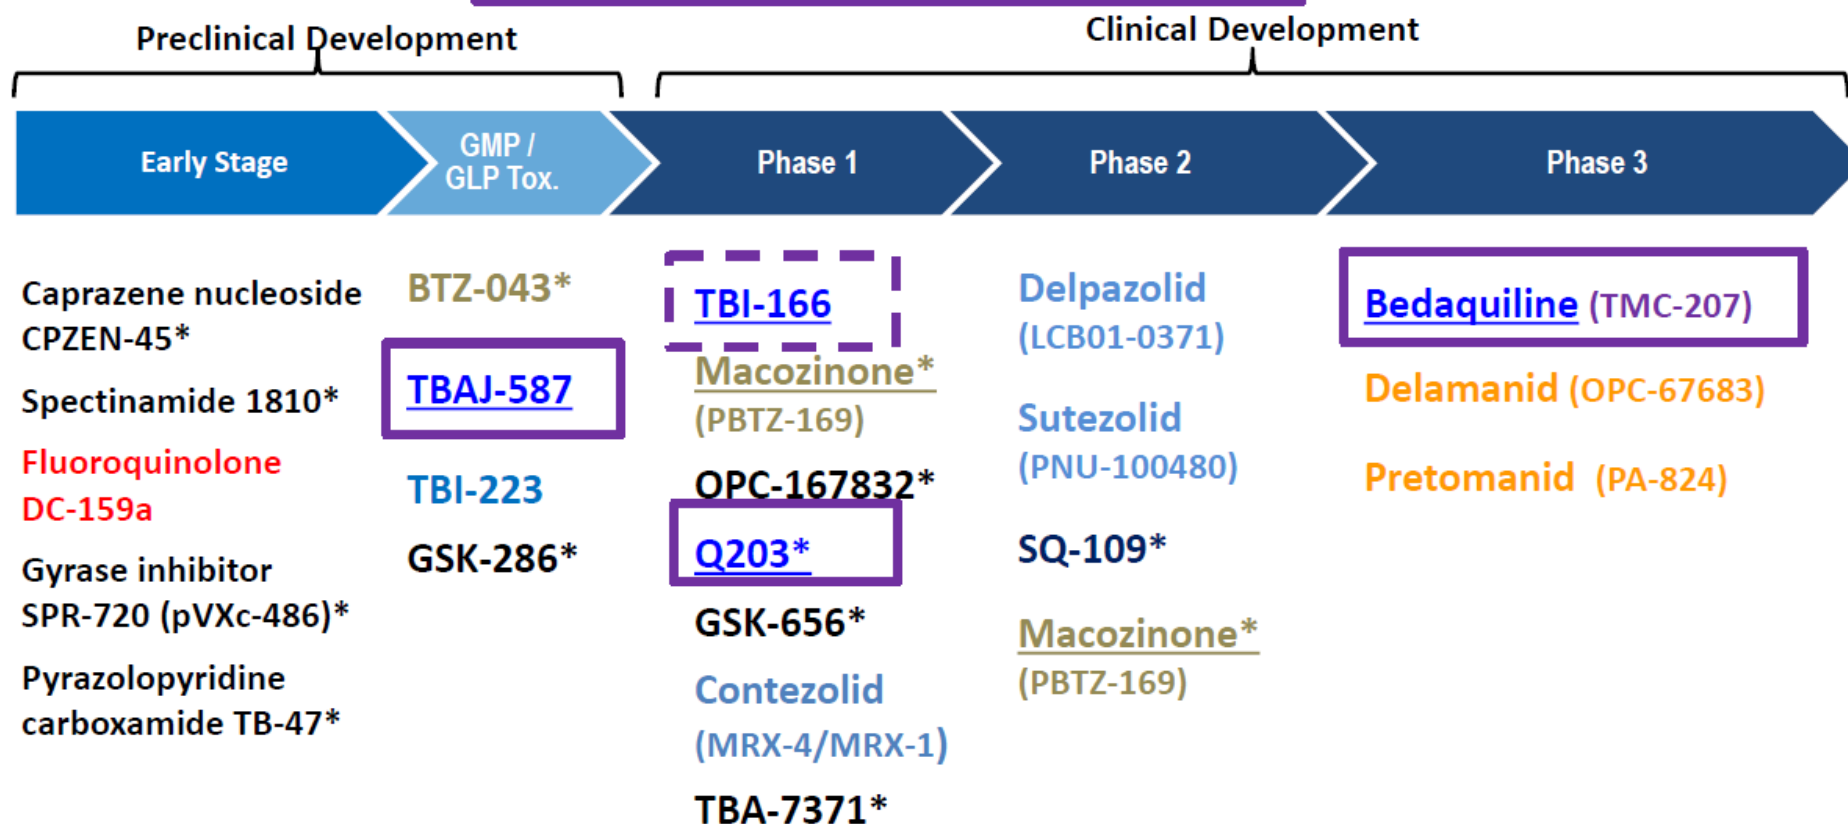 Preclinical Development
Clinical Development
Early Stage
GMP /
GLP Tox.
Phase 1
Phase 2
Phase 3
Caprazene nucleoside
CPZEN-45*
Spectinamide 1810*
Fluoroquinolone
DC-159a
Gyrase inhibitor
SPR-720 (pVXc-486)*
Pyrazolopyridine
carboxamide TB-47*
BTZ-043*
TBAJ-587
TBI-223
GSK-286*
TBI-166
Macozinone*
(PBTZ-169)
OPC-167832*
Q203*
GSK-656*
Contezolid
(MRX-4/MRX-1)
TBA-7371*
Delpazolid
(LCB01-0371)
Sutezolid
(PNU-100480)
SQ-109*
Macozinone*
(PBTZ-169)
Bedaquiline (TMC-207)
Delamanid (OPC-67683)
Pretomanid (PA-824)